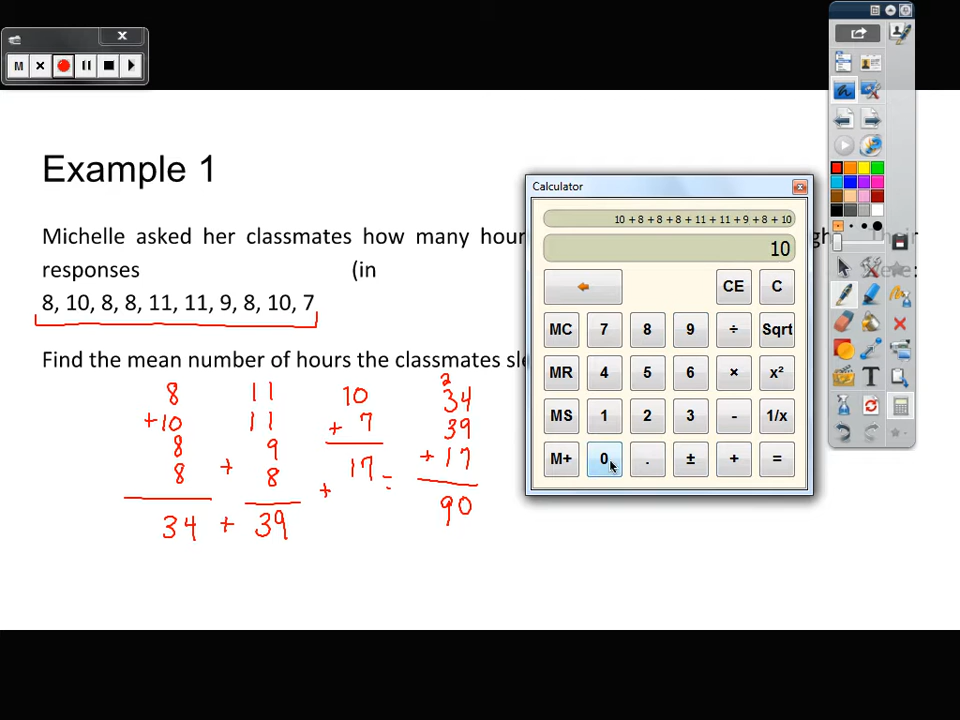 M
Example 1
Michelle asked her classmates how many hour
responses (in
8, 10, 8, 8, 11, 11, 9, 8, 10, 7
Find the mean number of hours the classmates sle
8 11 10 2
+10 11 + 7 34
8 9 17 39
8 + 8 + = + 17
34 + 39 90
Calculator
10 + 8 + 8 + 8 + 11 + 11 + 9 + 8 + 10
10
CE C
MC 7 8 9 ÷ Sqrt
MR 4 5 6 × x²
MS 1 2 3 - 1/x
M+ 0 . ± + =
T